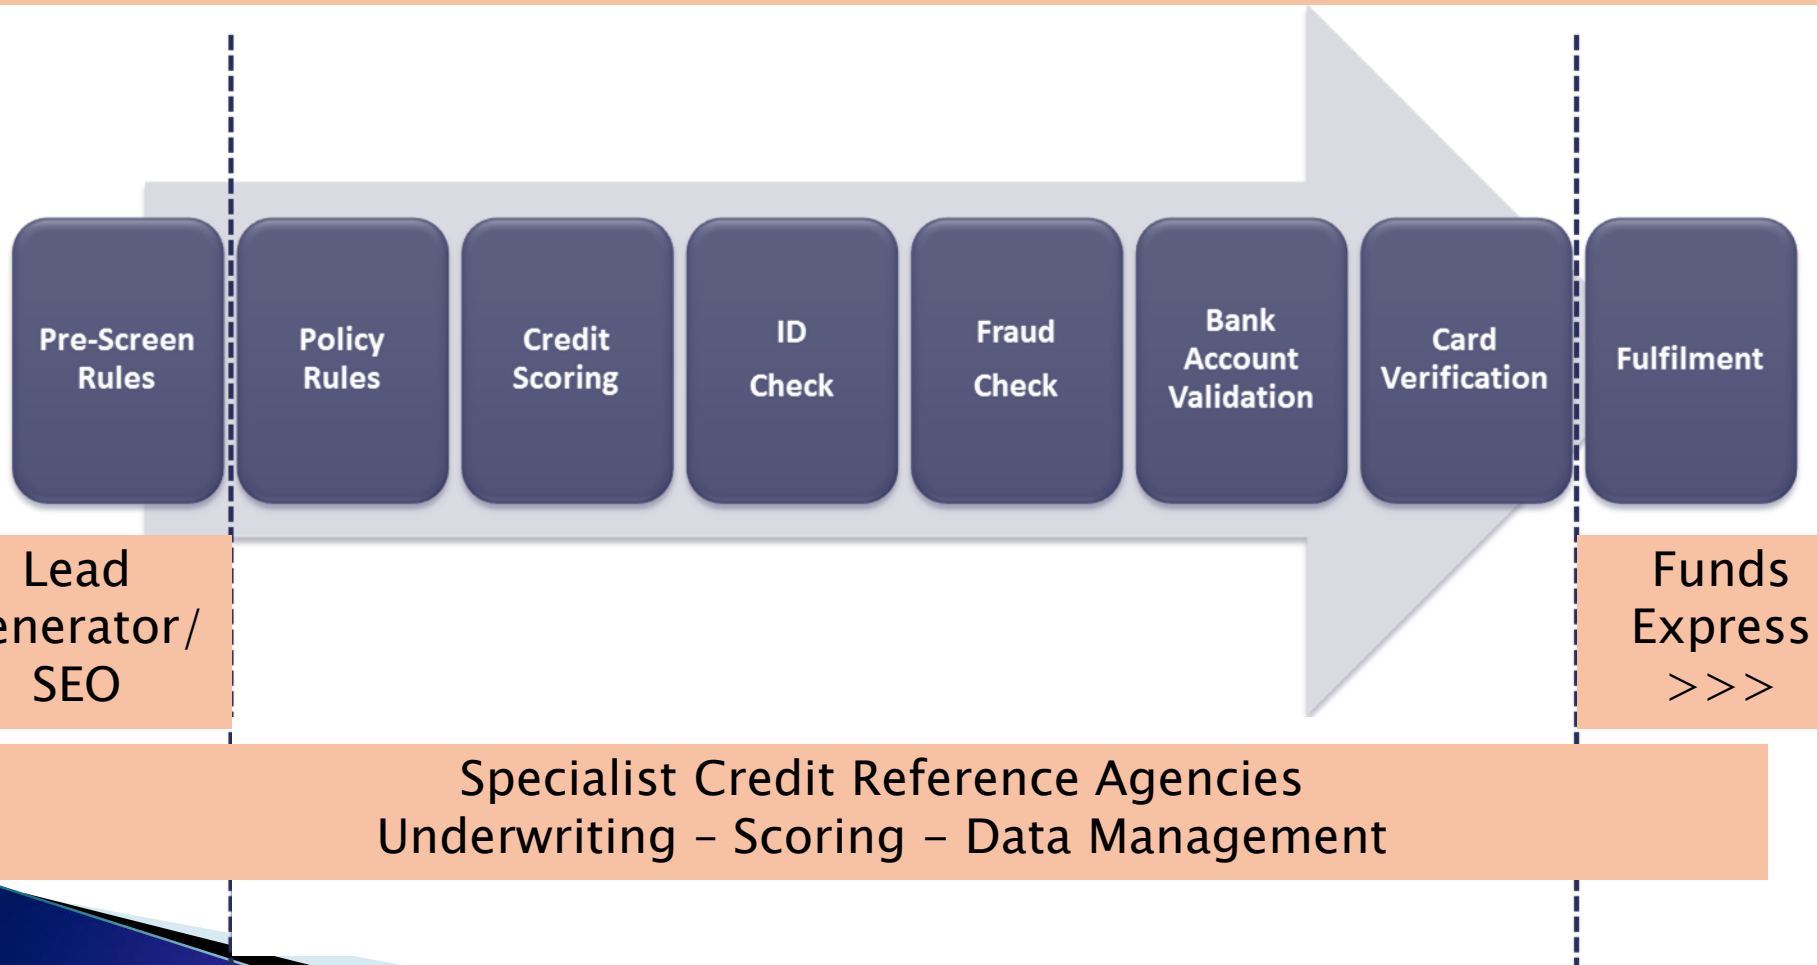 Pre-Screen
Rules
Policy
Rules
Credit
Scoring
ID
Check
Fraud
Check
Bank
Account
Validation
Card
Verification
Fulfilment
Lead
enerator/
SEO
Funds
Express
>>>
Specialist Credit Reference Agencies
Underwriting – Scoring – Data Management